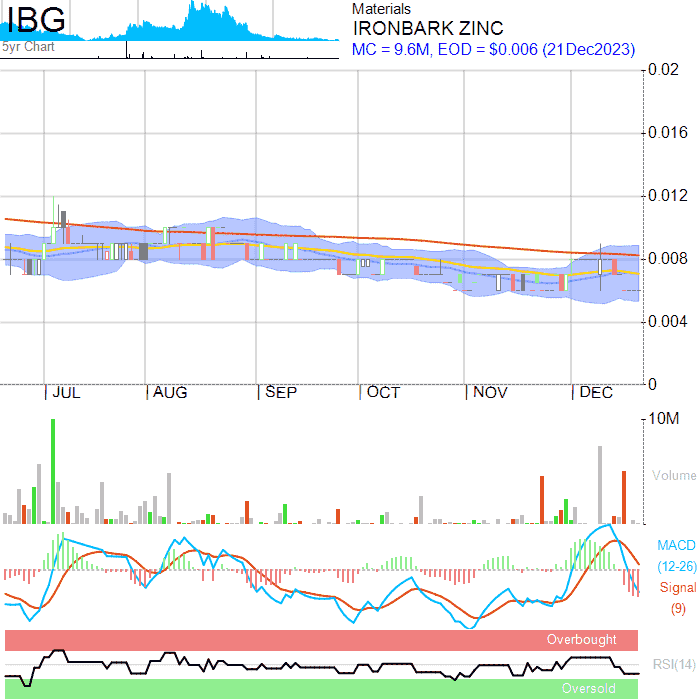 IBG
5yr Chart
Materials
IRONBARK ZINC
MC = 9.6M, EOD = $0.006 (21Dec2023)
0.02
0.016
0.012
0.008
0.004
0
JUL
AUG
SEP
OCT
NOV
DEC
10M
Volume
MACD
(12-26)
Signal
(9)
Overbought
RSI(14)
Oversold